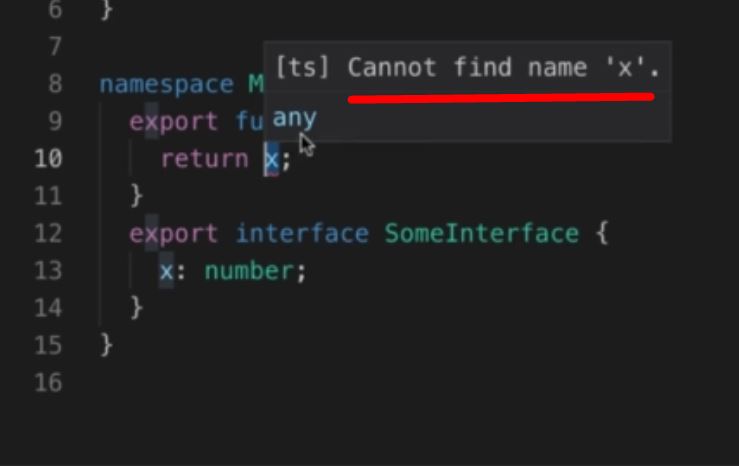 6 }
7
[ts] Cannot find name 'x'.
8 namespace M
9 export fu any
10 return x;
11 }
12 export interface SomeInterface {
13 x: number;
14 }
15 }
16